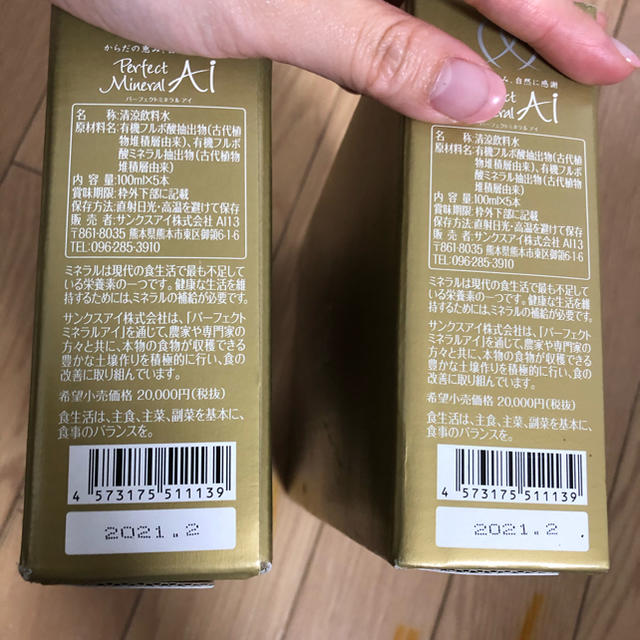 からだの恵み、自
Perfect
Mineral Ai
パーフェクトミネラル アイ
名　称:清涼飲料水
原材料名:有機フルボ酸抽出物(古代植
物堆積層由来)、有機フルボ
酸ミネラル抽出物(古代植物
堆積層由来)
内 容 量:100ml×5本
賞味期限:枠外下部に記載
保存方法:直射日光・高温を避けて保存
販 売 者:サンクスアイ株式会社 AI13
〒861-8035 熊本県熊本市東区御領6-1-6
TEL:096-285-3910
ミネラルは現代の食生活で最も不足して
いる栄養素の一つです。健康な生活を維
持するためには、ミネラルの補給が必要です。
サンクスアイ株式会社は、「パーフェクト
ミネラルアイ」を通じて、農家や専門家の
方々と共に、本物の食物が収穫できる
豊かな土壌作りを積極的に行い、食の
改善に取り組んでいます。
希望小売価格 20,000円(税抜)
食生活は、主食、主菜、副菜を基本に、
食事のバランスを。
4 573175 511139
2021.2
み、自然に感謝
Ai
パーフェクトミネラル アイ
名　称:清涼飲料水
原材料名:有機フルボ酸抽出物(古代植
物堆積層由来)、有機フルボ
酸ミネラル抽出物(古代植物
堆積層由来)
内 容 量:100ml×5本
賞味期限:枠外下部に記載
保存方法:直射日光・高温を避けて保存
販 売 者:サンクスアイ株式会社 AI13
〒861-8035 熊本県熊本市東区御領6-1-6
TEL:096-285-3910
ミネラルは現代の食生活で最も不足して
いる栄養素の一つです。健康な生活を維
持するためには、ミネラルの補給が必要です。
サンクスアイ株式会社は、「パーフェクト
ミネラルアイ」を通じて、農家や専門家の
方々と共に、本物の食物が収穫できる
豊かな土壌作りを積極的に行い、食の
改善に取り組んでいます。
希望小売価格 20,000円(税抜)
食生活は、主食、主菜、副菜を基本に、
食事のバランスを。
4 573175 511139
2021.2